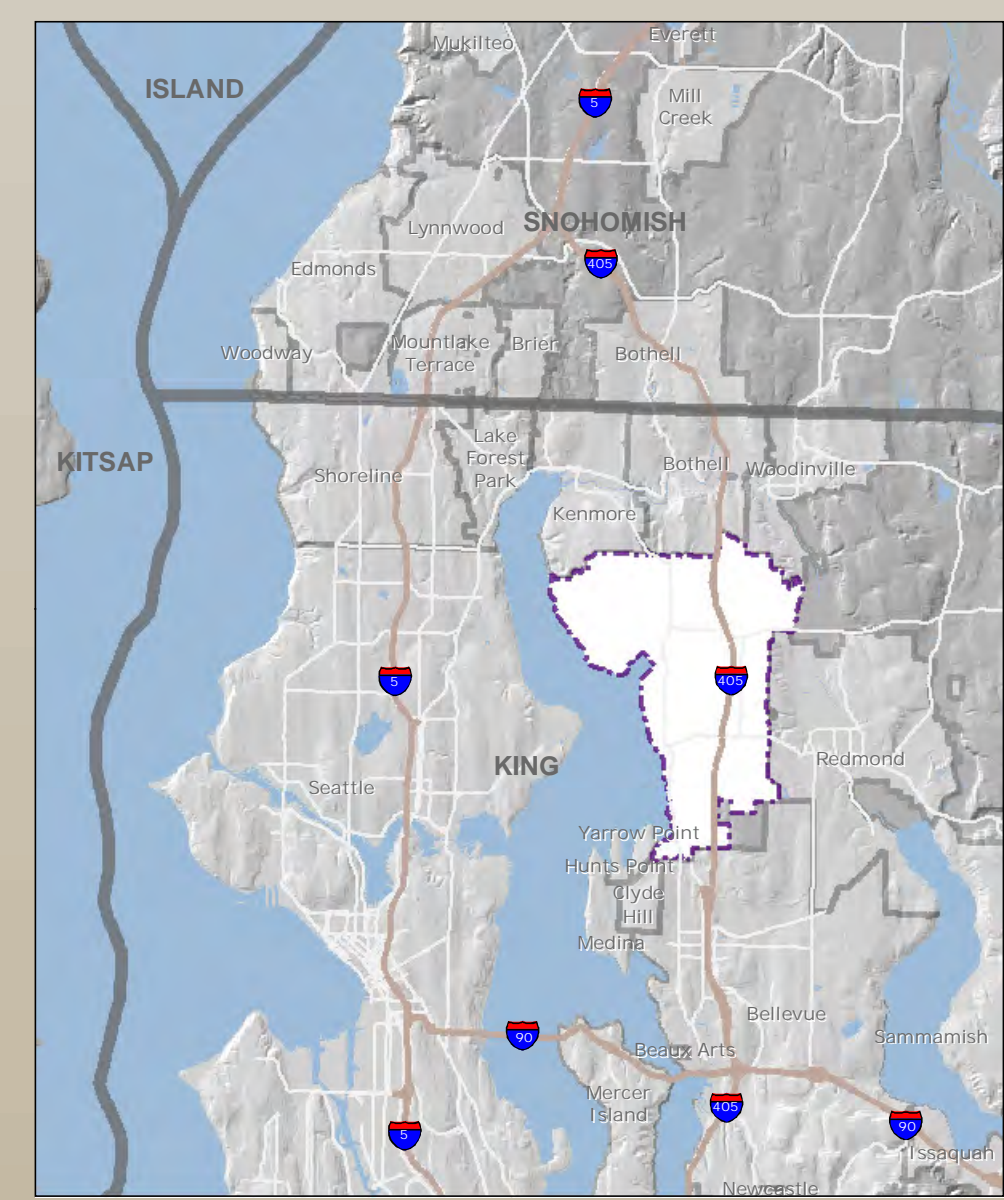 Everett
Mukilteo
ISLAND
5
Mill
Creek
SNOHOMISH
Lynnwood
405
Edmonds
Mountlake
Terrace
Brier
Woodway
Bothell
Lake
Forest
Park
KITSAP
Bothell
Woodinville
Shoreline
Kenmore
5
405
Redmond
KING
Seattle
Yarrow Point
Hunts Point
Clyde
Hill
Medina
Bellevue
90
Sammamish
Beaux Arts
Mercer
Island
405
90
5
Issaquah
Newcastle